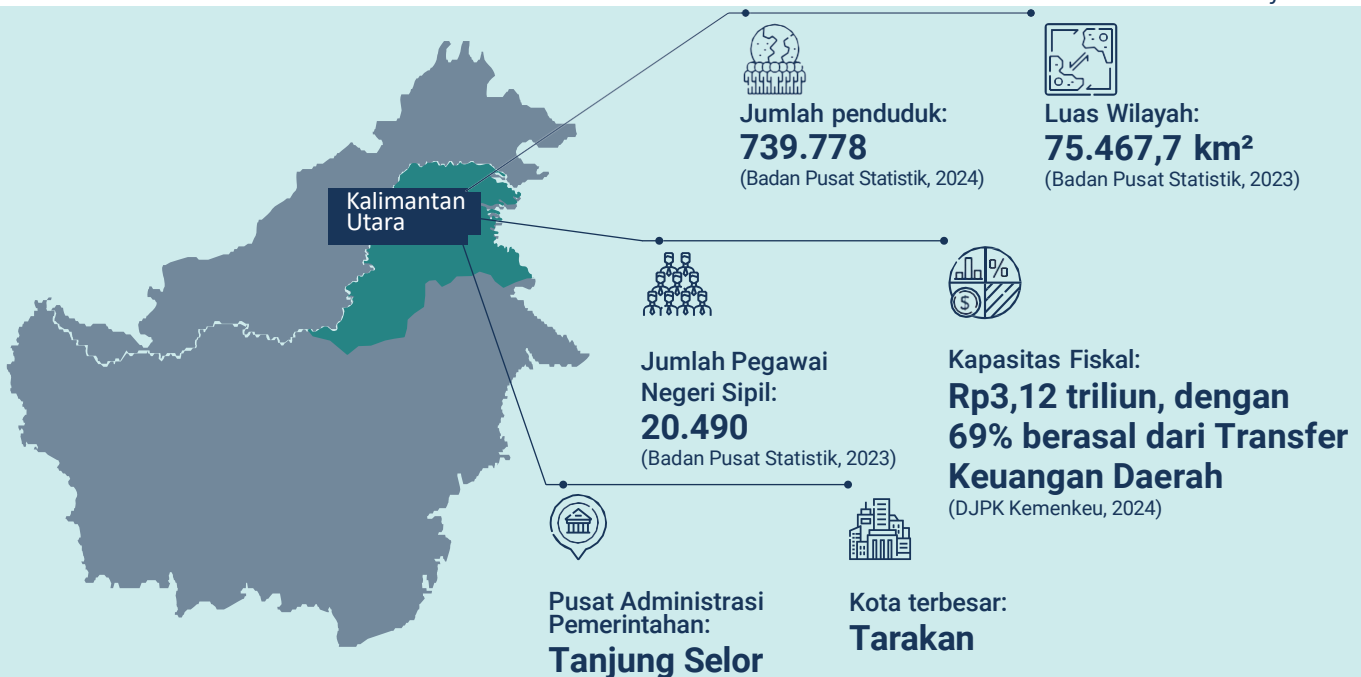 Kalimantan
Utara
Jumlah penduduk:
739.778
(Badan Pusat Statistik, 2024)
Luas Wilayah:
75.467,7 km²
(Badan Pusat Statistik, 2023)
Jumlah Pegawai
Negeri Sipil:
20.490
(Badan Pusat Statistik, 2023)
%
$
Kapasitas Fiskal:
Rp3,12 triliun, dengan
69% berasal dari Transfer
Keuangan Daerah
(DJPK Kemenkeu, 2024)
Pusat Administrasi
Pemerintahan:
Tanjung Selor
Kota terbesar:
Tarakan